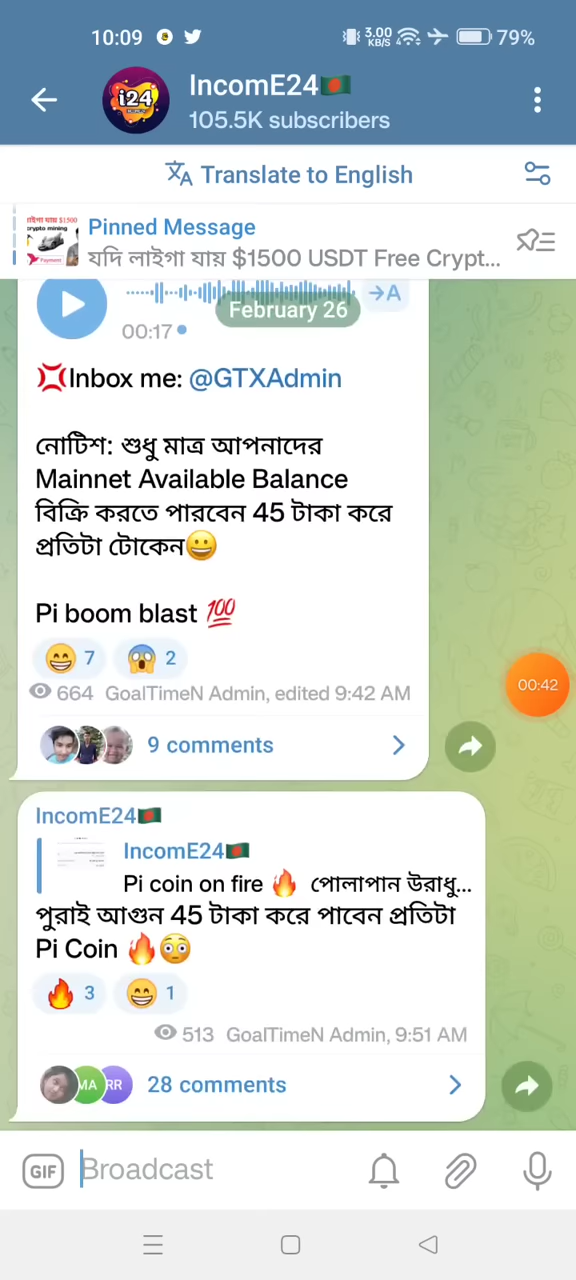 10:09
3.00 KB/S
79%
i24
IncomE24🇧🇩
105.5K subscribers
Translate to English
Pinned Message
যদি লাইগা যায় $1500 USDT Free Crypt...
February 26
→A
00:17
💢Inbox me: @GTXAdmin
নোটিশ: শুধু মাত্র আপনাদের
Mainnet Available Balance
বিক্রি করতে পারবেন 45 টাকা করে
প্রতিটা টোকেন😀
Pi boom blast 💯
😁 7 😱 2
664 GoalTimeN Admin, edited 9:42 AM
9 comments
00:42
IncomE24🇧🇩
IncomE24🇧🇩
Pi coin on fire 🔥 পোলাপান উরাধু...
পুরাই আগুন 45 টাকা করে পাবেন প্রতিটা
Pi Coin 🔥😳
🔥 3 😁 1
513 GoalTimeN Admin, 9:51 AM
MA RR
28 comments
GIF Broadcast